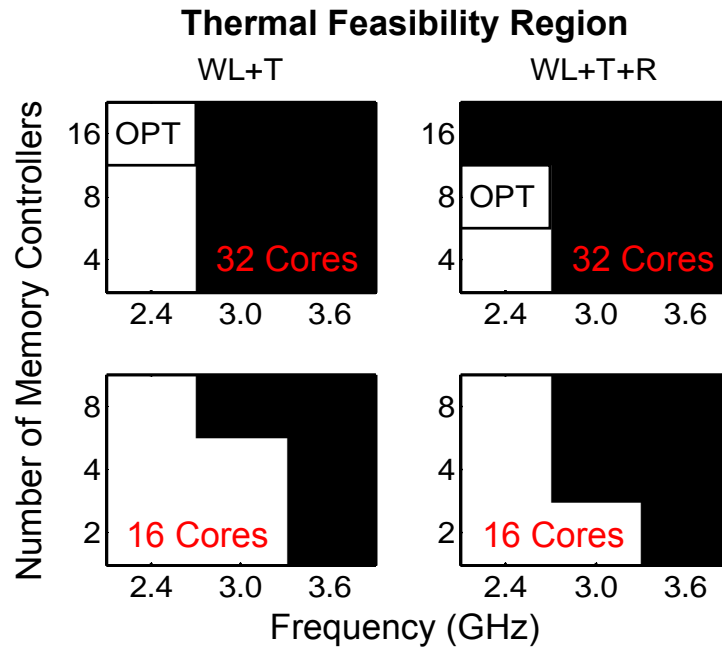 Thermal Feasibility Region
WL+T
WL+T+R
Number of Memory Controllers
16
8
4
OPT
32 Cores
2.4 3.0 3.6
16
8
4
OPT
32 Cores
2.4 3.0 3.6
8
4
2
16 Cores
2.4 3.0 3.6
8
4
2
16 Cores
2.4 3.0 3.6
Frequency (GHz)